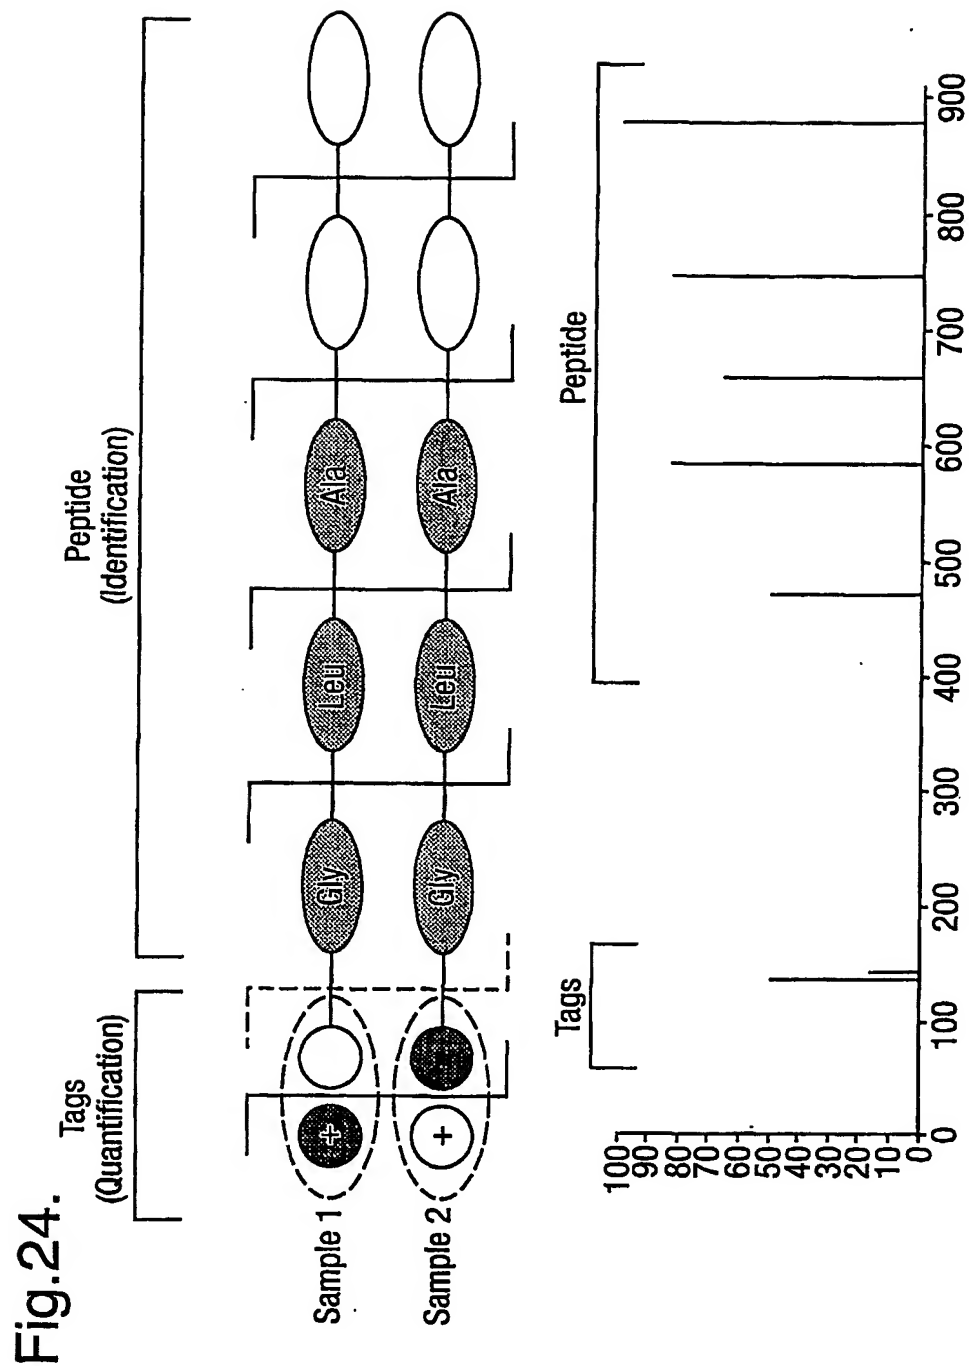 Fig.24.
Tags
(Quantification)
Peptide
(Identification)
Sample 1
+
Gly
Leu
Ala
Sample 2
+
Gly
Leu
Ala
Tags
Peptide
100
90
80
70
60
50
40
30
20
10
0
0
100
200
300
400
500
600
700
800
900